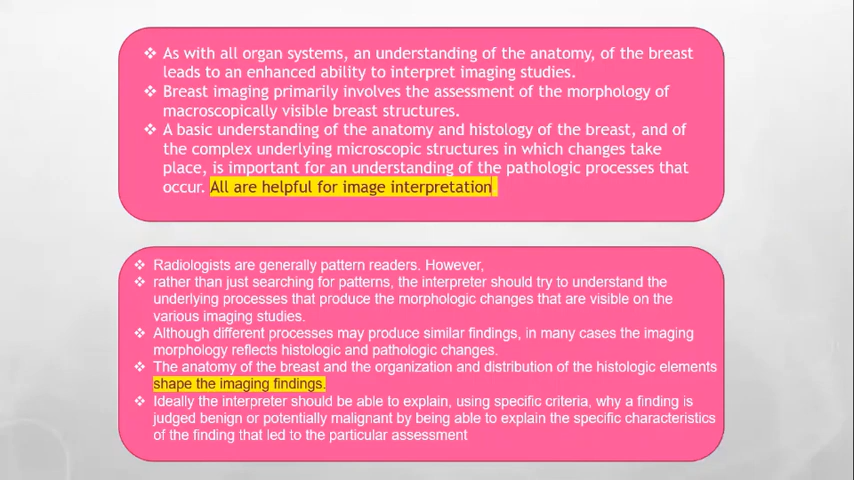 ❖ As with all organ systems, an understanding of the anatomy, of the breast
leads to an enhanced ability to interpret imaging studies.
❖ Breast imaging primarily involves the assessment of the morphology of
macroscopically visible breast structures.
❖ A basic understanding of the anatomy and histology of the breast, and of
the complex underlying microscopic structures in which changes take
place, is important for an understanding of the pathologic processes that
occur. All are helpful for image interpretation
❖ Radiologists are generally pattern readers. However,
❖ rather than just searching for patterns, the interpreter should try to understand the
underlying processes that produce the morphologic changes that are visible on the
various imaging studies.
❖ Although different processes may produce similar findings, in many cases the imaging
morphology reflects histologic and pathologic changes.
❖ The anatomy of the breast and the organization and distribution of the histologic elements
shape the imaging findings.
❖ Ideally the interpreter should be able to explain, using specific criteria, why a finding is
judged benign or potentially malignant by being able to explain the specific characteristics
of the finding that led to the particular assessment